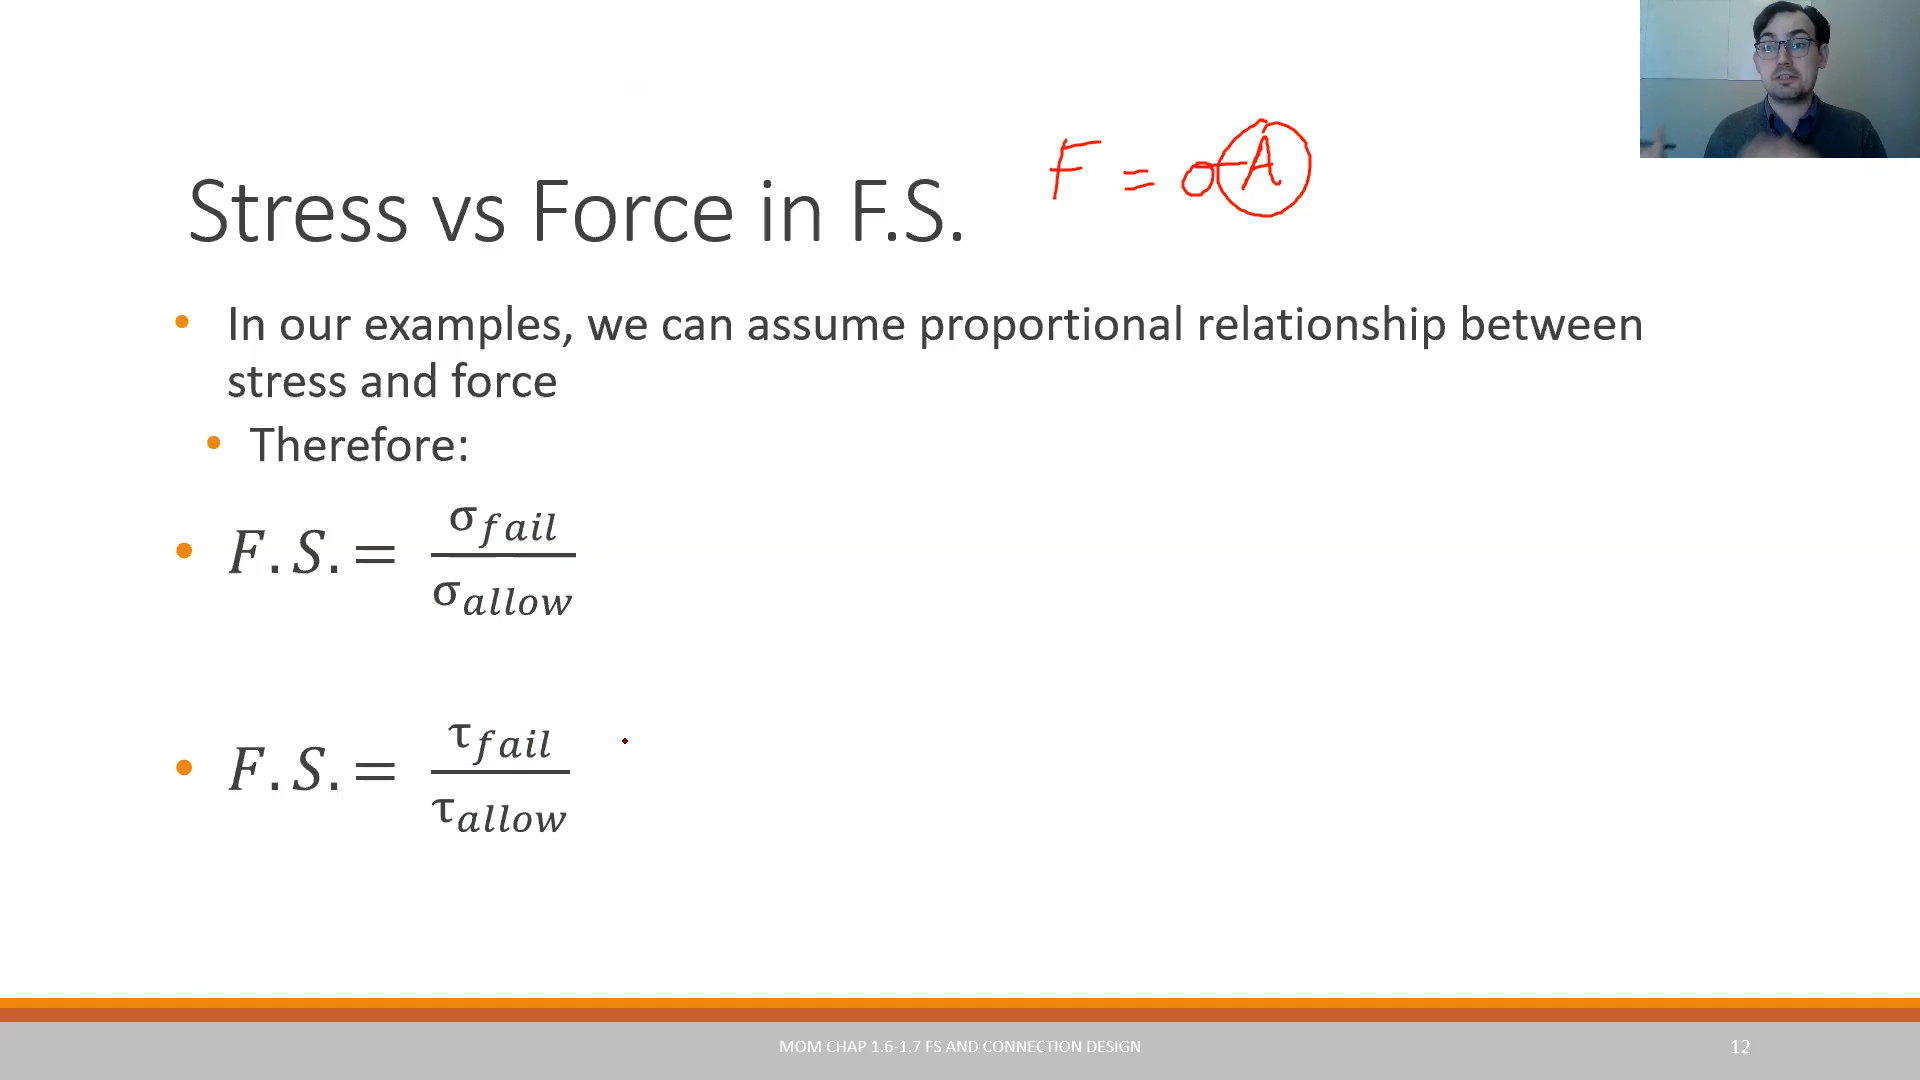 F = σA
Stress vs Force in F.S.
• In our examples, we can assume proportional relationship between
stress and force
• Therefore:
• F.S.= σfail/σallow
• F.S.= τfail/τallow
MOM CHAP 1.6-1.7 FS AND CONNECTION DESIGN
12